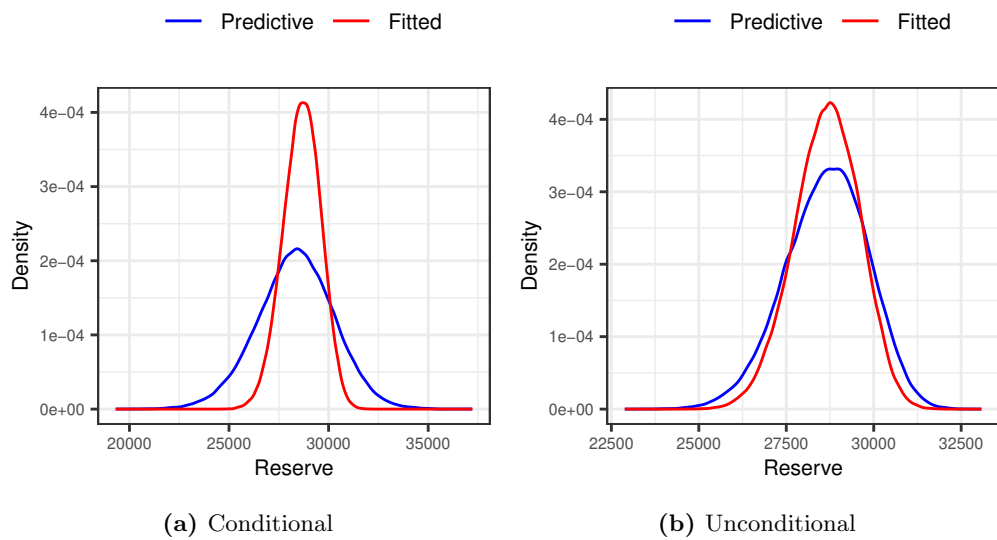 Predictive Fitted
Density
4e−04
3e−04
2e−04
1e−04
0e+00
20000 25000 30000 35000
Reserve
(a) Conditional
Predictive Fitted
Density
4e−04
3e−04
2e−04
1e−04
0e+00
22500 25000 27500 30000 32500
Reserve
(b) Unconditional